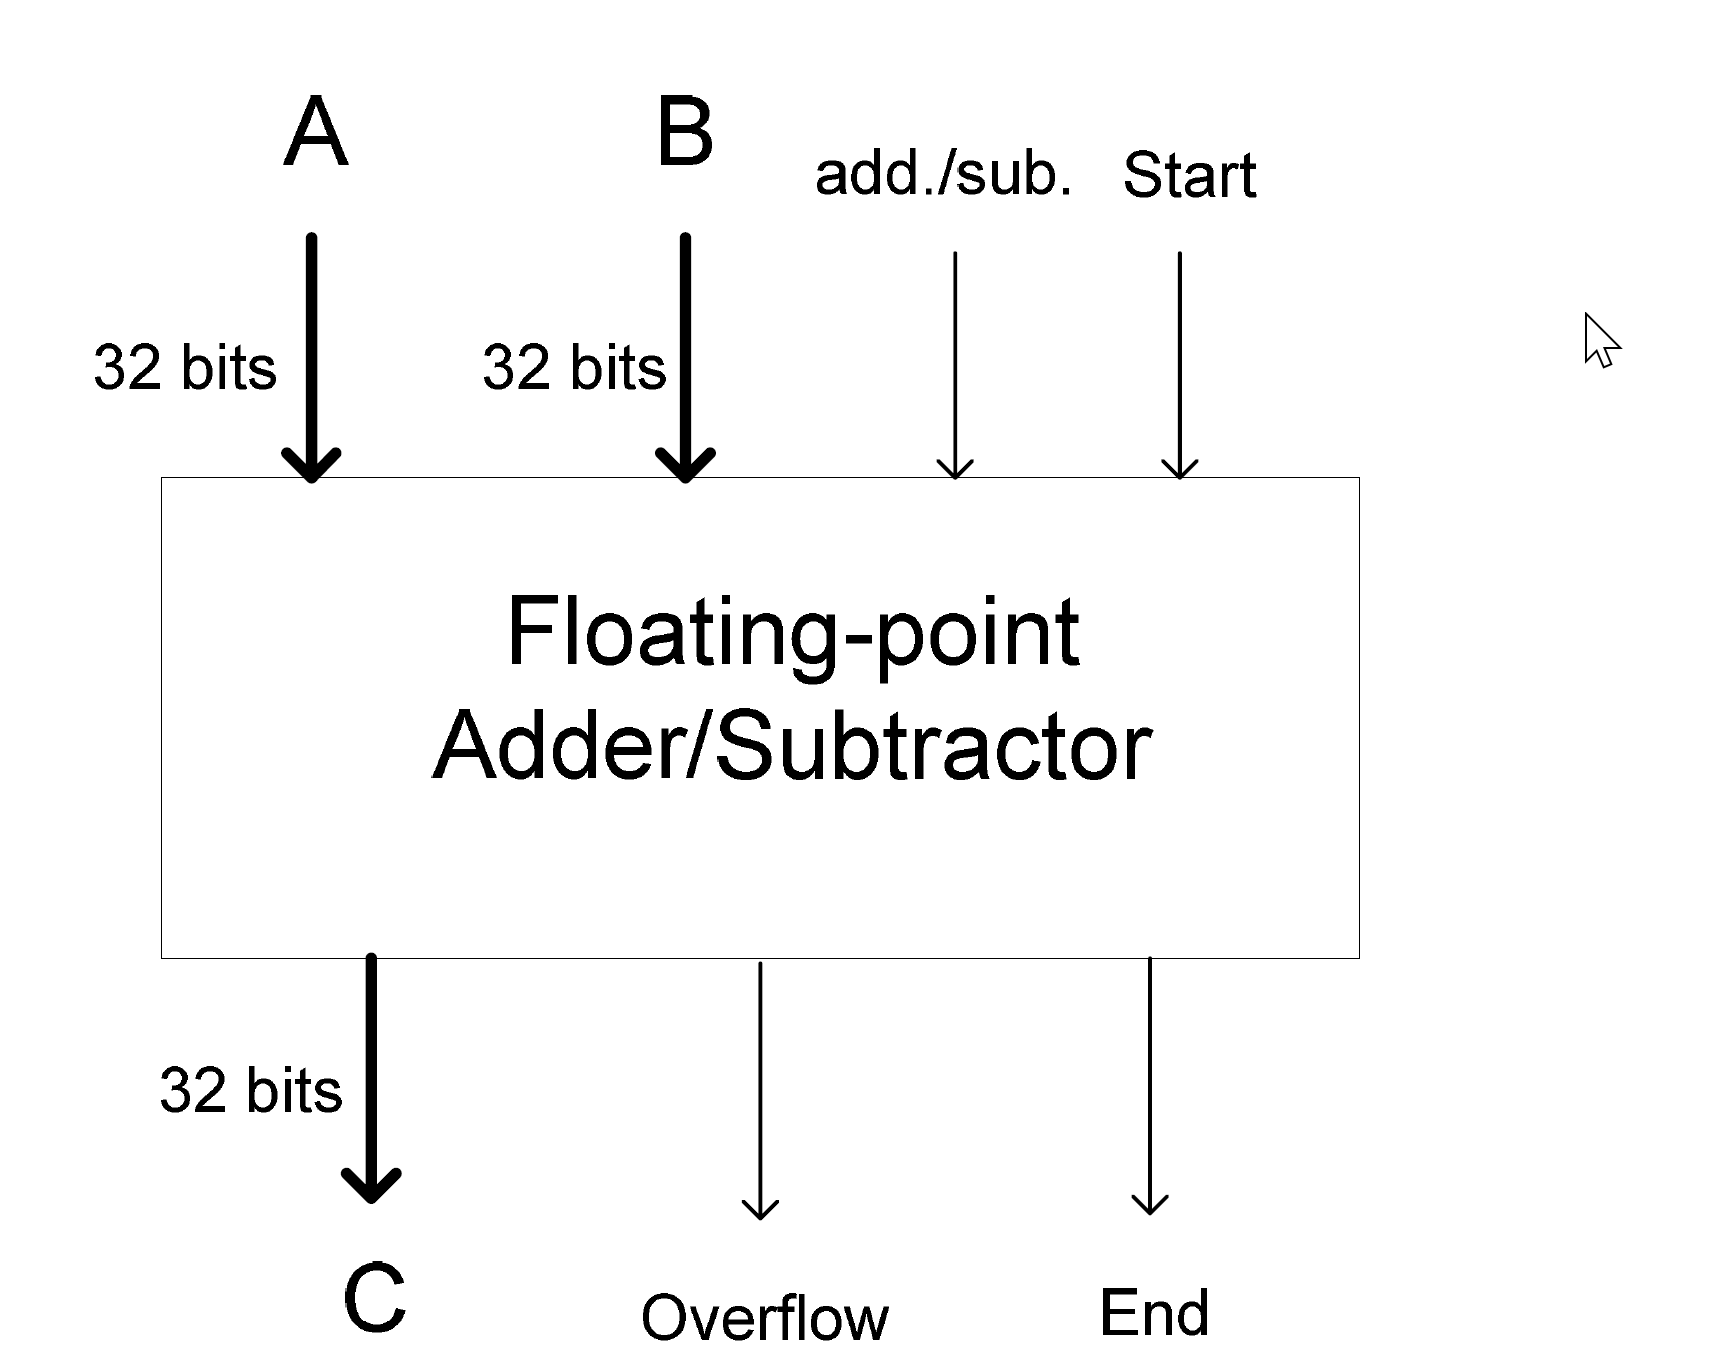 A
B
add./sub.
Start
32 bits
32 bits
Floating-point
Adder/Subtractor
32 bits
C
Overflow
End